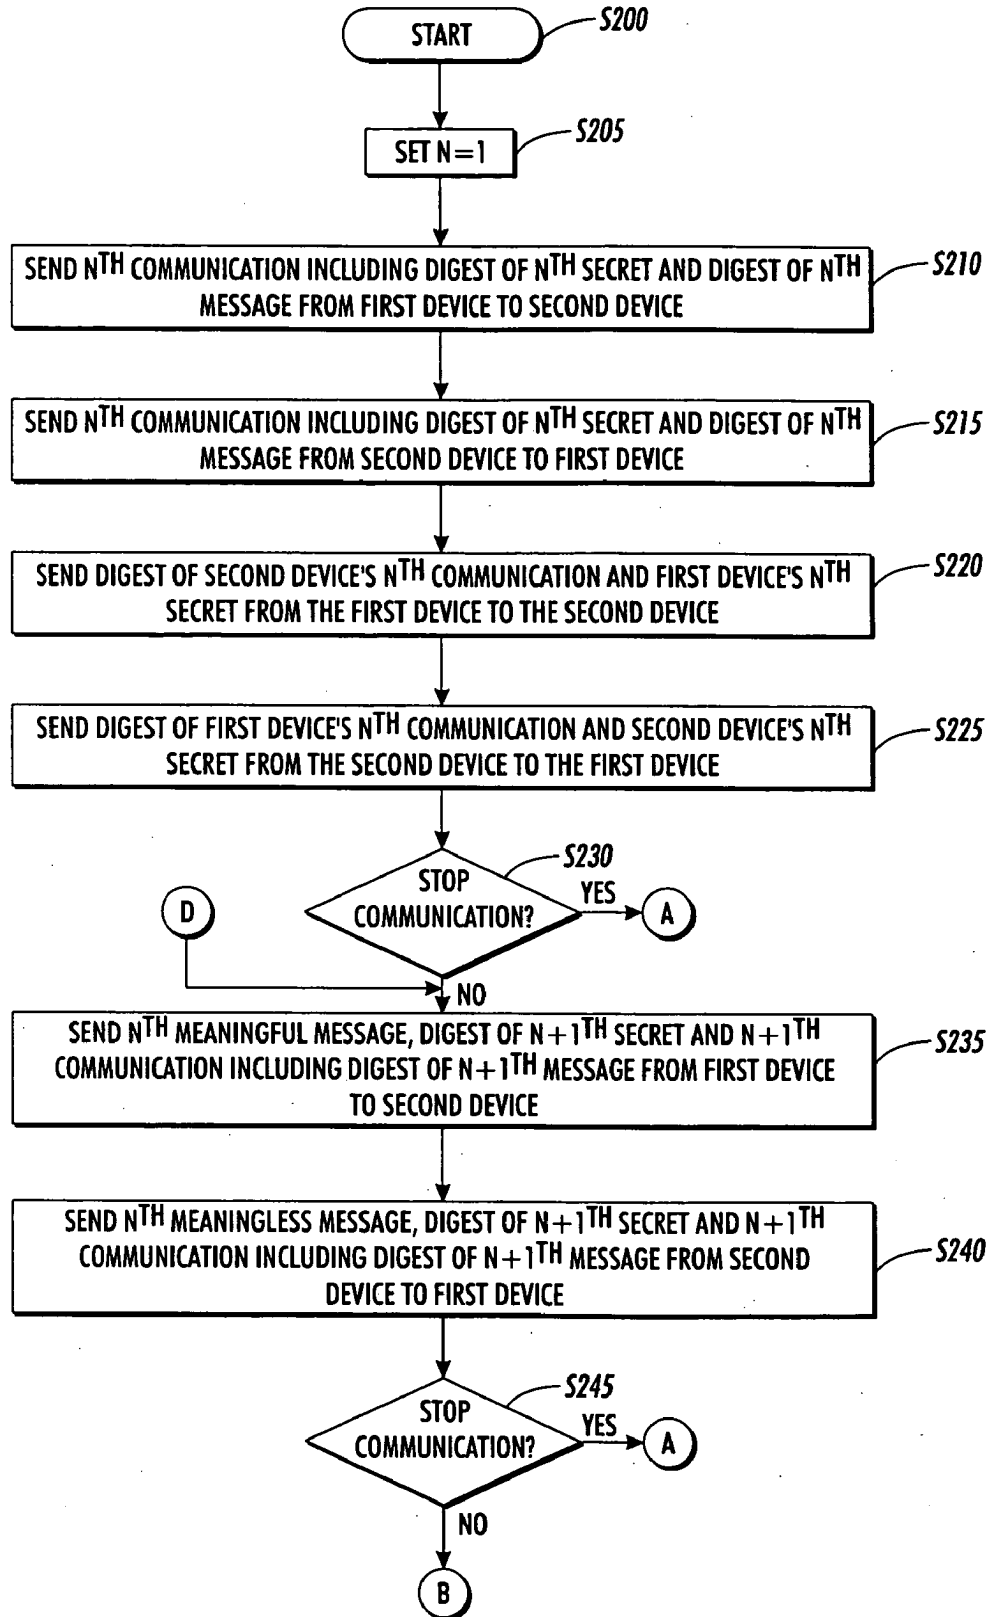 START
S200
SET N=1
S205
SEND NTH COMMUNICATION INCLUDING DIGEST OF NTH SECRET AND DIGEST OF NTH
MESSAGE FROM FIRST DEVICE TO SECOND DEVICE
S210
SEND NTH COMMUNICATION INCLUDING DIGEST OF NTH SECRET AND DIGEST OF NTH
MESSAGE FROM SECOND DEVICE TO FIRST DEVICE
S215
SEND DIGEST OF SECOND DEVICE'S NTH COMMUNICATION AND FIRST DEVICE'S NTH
SECRET FROM THE FIRST DEVICE TO THE SECOND DEVICE
S220
SEND DIGEST OF FIRST DEVICE'S NTH COMMUNICATION AND SECOND DEVICE'S NTH
SECRET FROM THE SECOND DEVICE TO THE FIRST DEVICE
S225
STOP
COMMUNICATION?
S230
YES
A
D
NO
SEND NTH MEANINGFUL MESSAGE, DIGEST OF N+1TH SECRET AND N+1TH
COMMUNICATION INCLUDING DIGEST OF N+1TH MESSAGE FROM FIRST DEVICE
TO SECOND DEVICE
S235
SEND NTH MEANINGLESS MESSAGE, DIGEST OF N+1TH SECRET AND N+1TH
COMMUNICATION INCLUDING DIGEST OF N+1TH MESSAGE FROM SECOND
DEVICE TO FIRST DEVICE
S240
STOP
COMMUNICATION?
S245
YES
A
NO
B